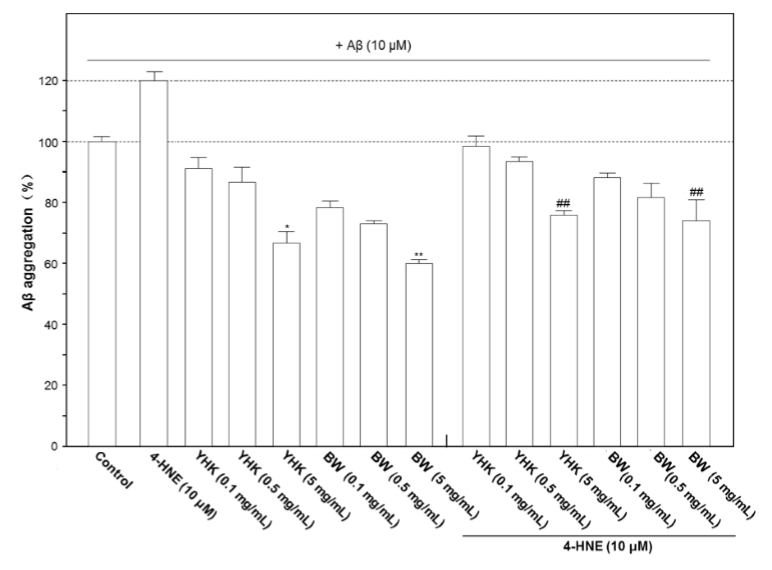 + Aβ (10 µM)
120
100
80
60
40
20
0
Aβ aggregation (%)
*
**
##
##
Control
4-HNE (10 µM)
YHK (0.1 mg/mL)
YHK (0.5 mg/mL)
YHK (5 mg/mL)
BW (0.1 mg/mL)
BW (0.5 mg/mL)
BW (5 mg/mL)
YHK (0.1 mg/mL)
YHK (0.5 mg/mL)
YHK (5 mg/mL)
BW(0.1 mg/mL)
BW(0.5 mg/mL)
BW (5 mg/mL)
4-HNE (10 µM)